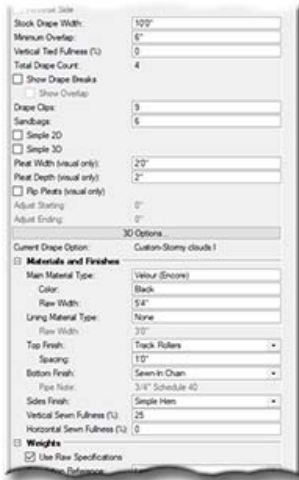 Reverse Side
Stock Drape Width: 10'0"
Minimum Overlap: 6"
Vertical Tied Fullness (%): 0
Total Drape Count: 4
Show Drape Breaks
Show Overlap
Drape Clips: 9
Sandbags: 6
Simple 2D
Simple 3D
Pleat Width (visual only): 2'0"
Pleat Depth (visual only): 2"
Flip Pleats (visual only)
Adjust Starting: 0"
Adjust Ending: 0"
3D Options...
Current Drape Option: Custom-Stormy clouds I
Materials and Finishes
Main Material Type: Velour (Encore)
Color: Black
Raw Width: 5'4"
Lining Material Type: None
Raw Width: 3'0"
Top Finish: Track Rollers
Spacing: 1'0"
Bottom Finish: Sewn-In Chain
Pipe Note: 3/4" Schedule 40
Sides Finish: Simple Hem
Vertical Sewn Fullness (%): 25
Horizontal Sewn Fullness (%): 0
Weights
Use Raw Specifications
Reference